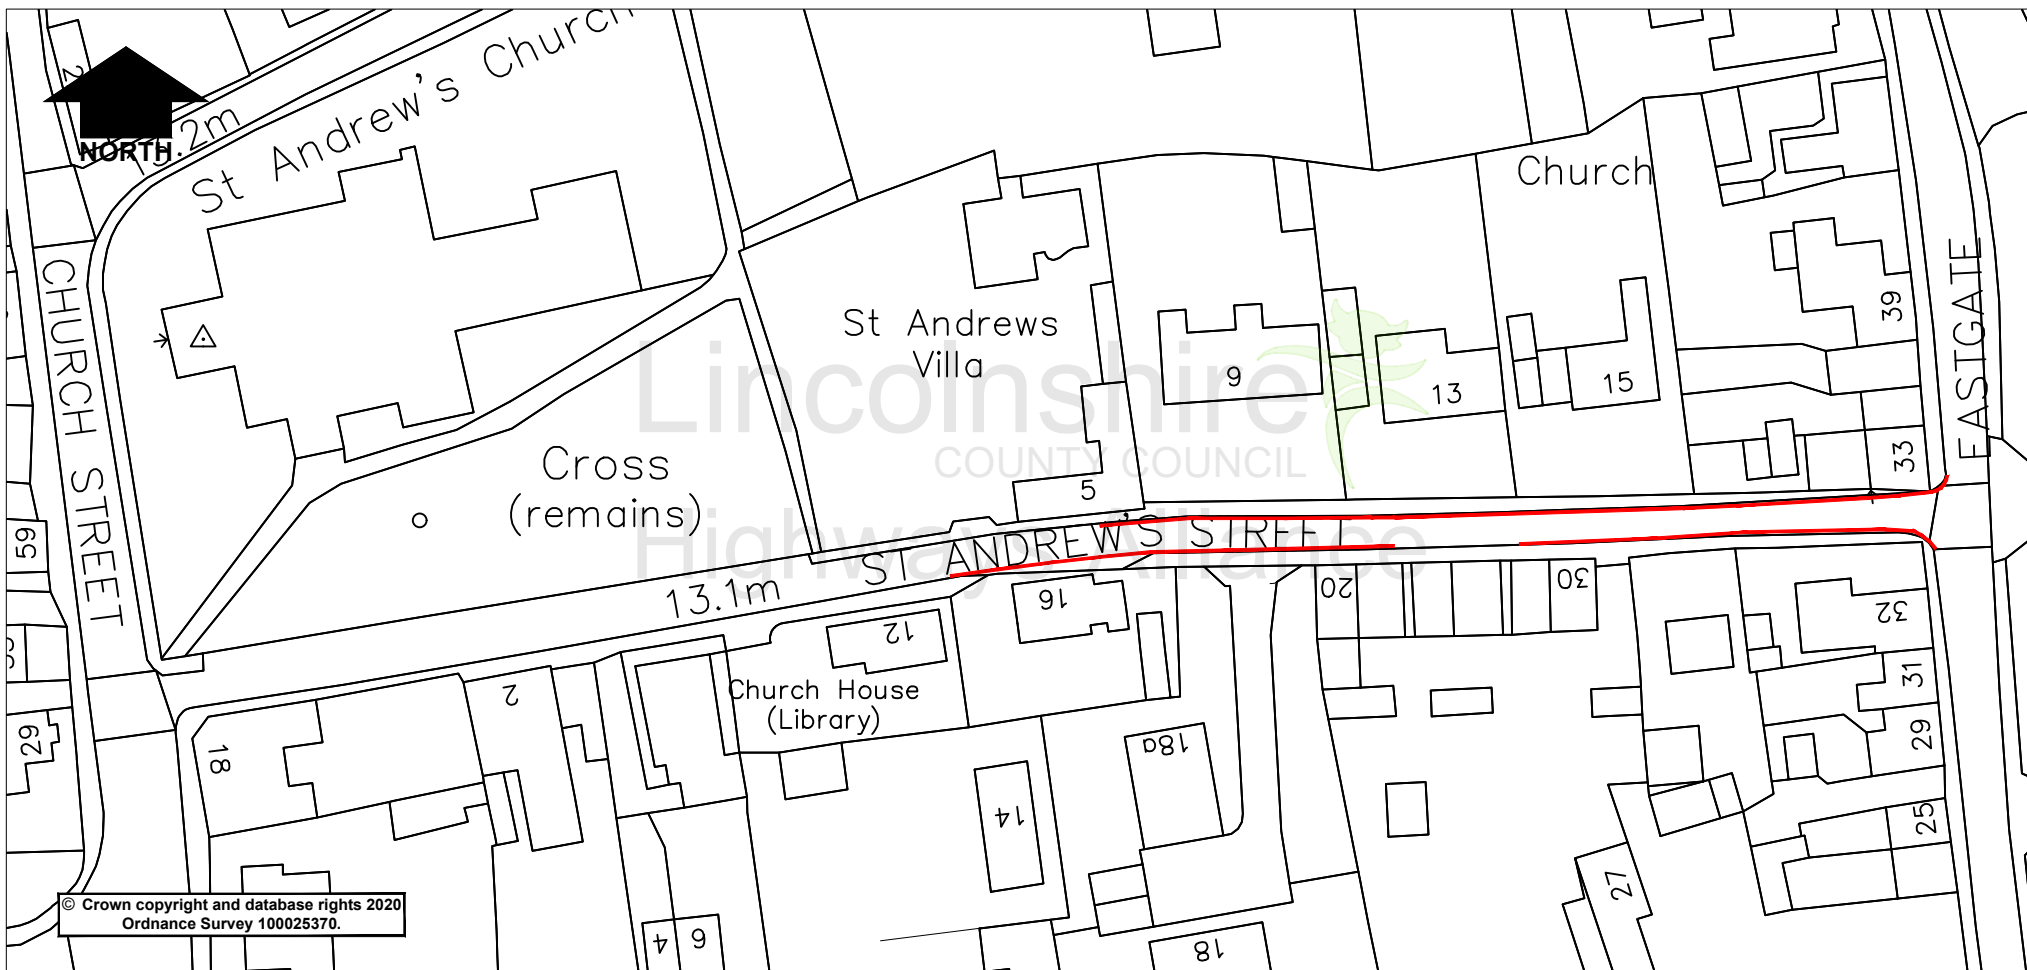 St Andrew's Church
NORTH
CHURCH STREET
Church
EASTGATE
39
St Andrews
Villa
9
13
15
33
Lincolnshire
COUNTY COUNCIL
Highways Alliance
Cross
(remains)
5
ST ANDREW'S STREET
13.1m
59
16
20
30
12
32
31
Church House
(Library)
2
29
18
18a
29
14
25
27
4
6
18
© Crown copyright and database rights 2020
Ordnance Survey 100025370.